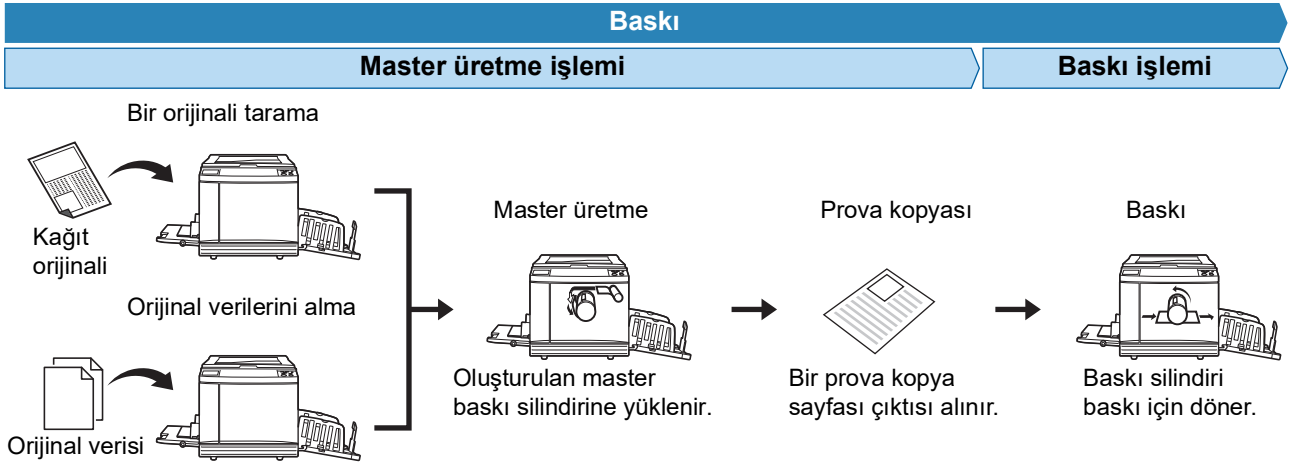 Baskı
Master üretme işlemi
Baskı işlemi
Bir orijinali tarama
Kağıt
orijinali
Orijinal verilerini alma
Orijinal verisi
Master üretme
Oluşturulan master
baskı silindirine yüklenir.
Prova kopyası
Bir prova kopya
sayfası çıktısı alınır.
Baskı
Baskı silindiri
baskı için döner.